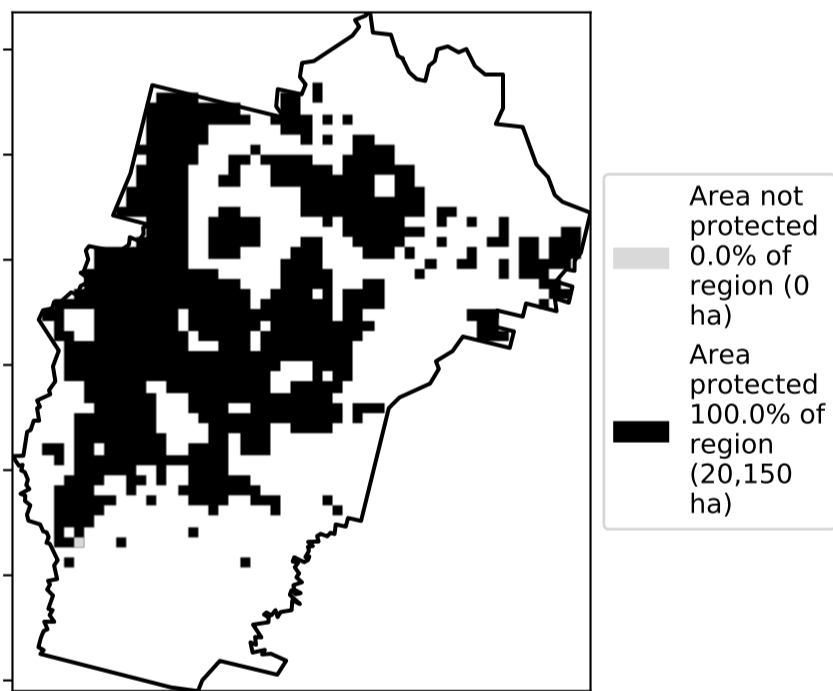 Area not
protected
0.0% of
region (0
ha)
Area
protected
100.0% of
region
(20,150
ha)